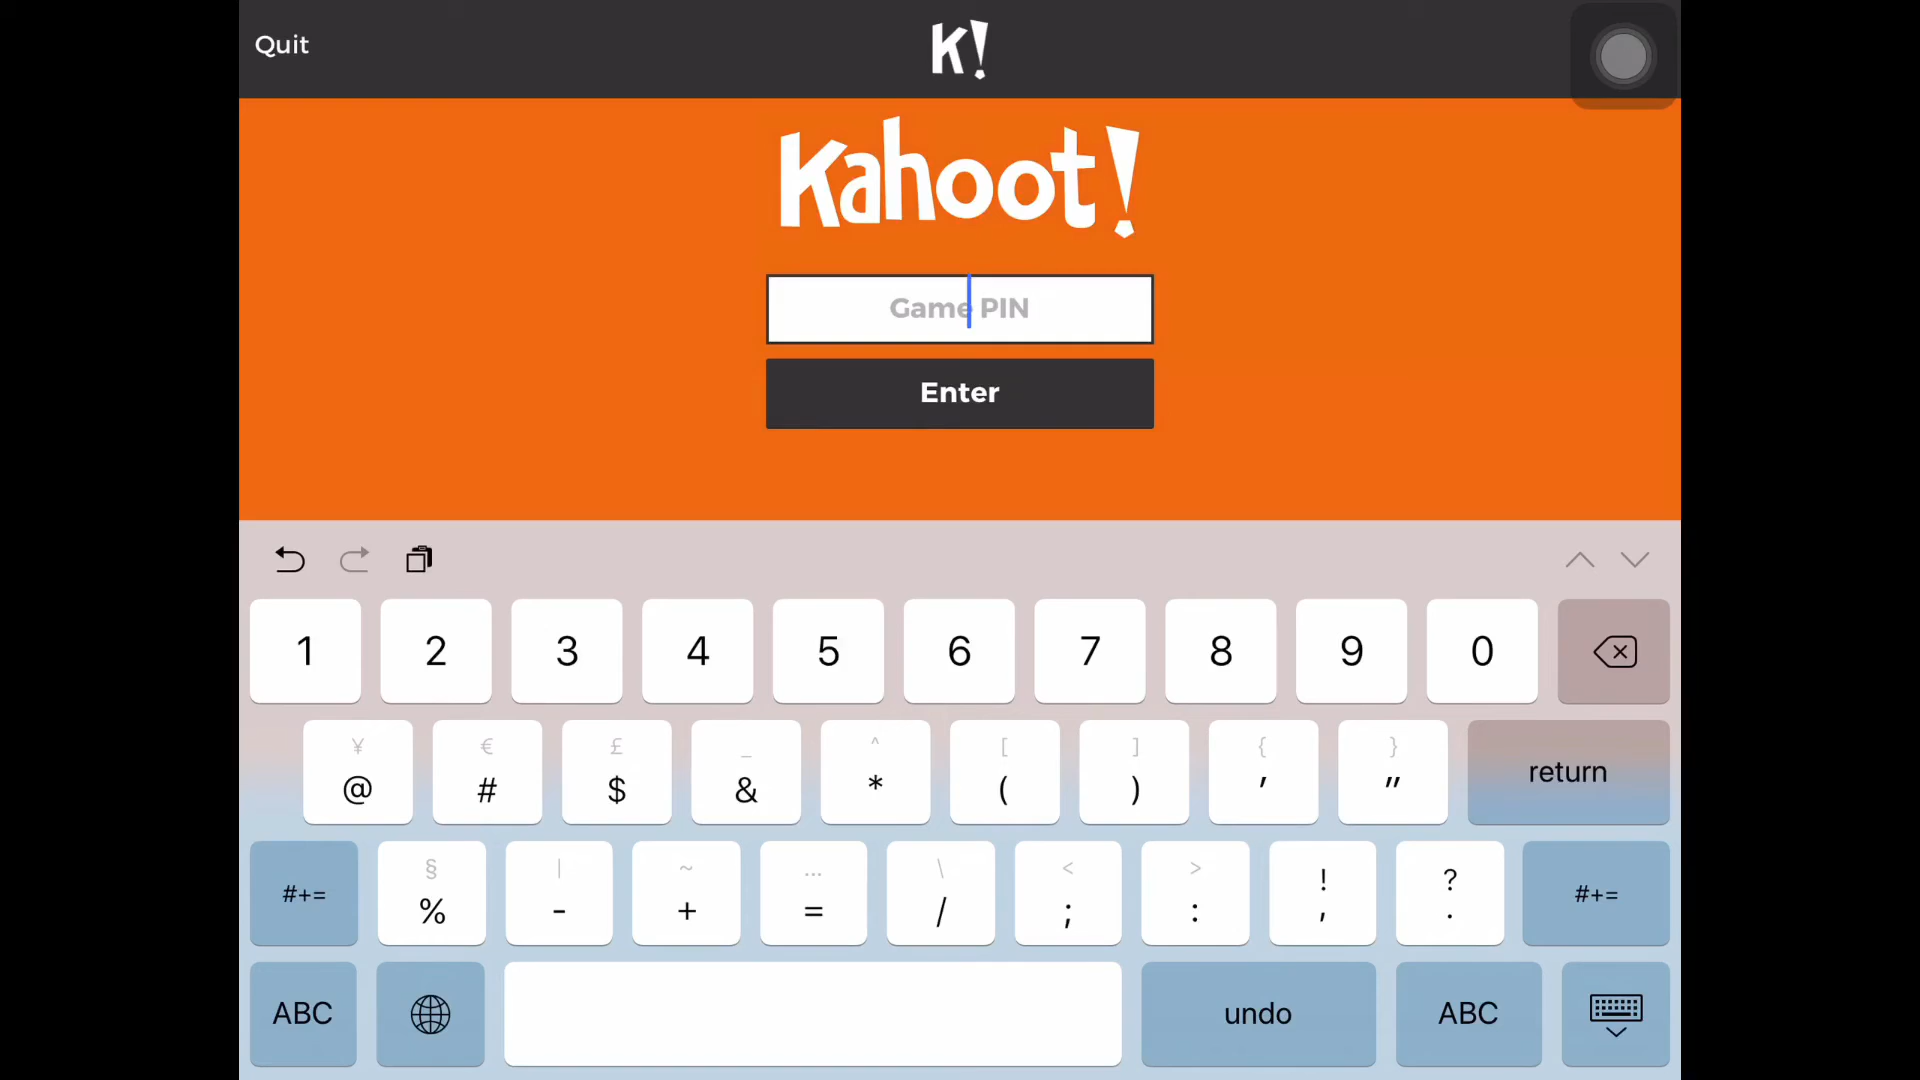 Quit
K!
Kahoot!
Game PIN
Enter
1 2 3 4 5 6 7 8 9 0
¥ € £ _ ^ [ ] { }
@ # $ & * ( ) ' "
return
§ | ~ ... \ < > ! ?
#+= % - + = / ; : , . #+=
ABC undo ABC